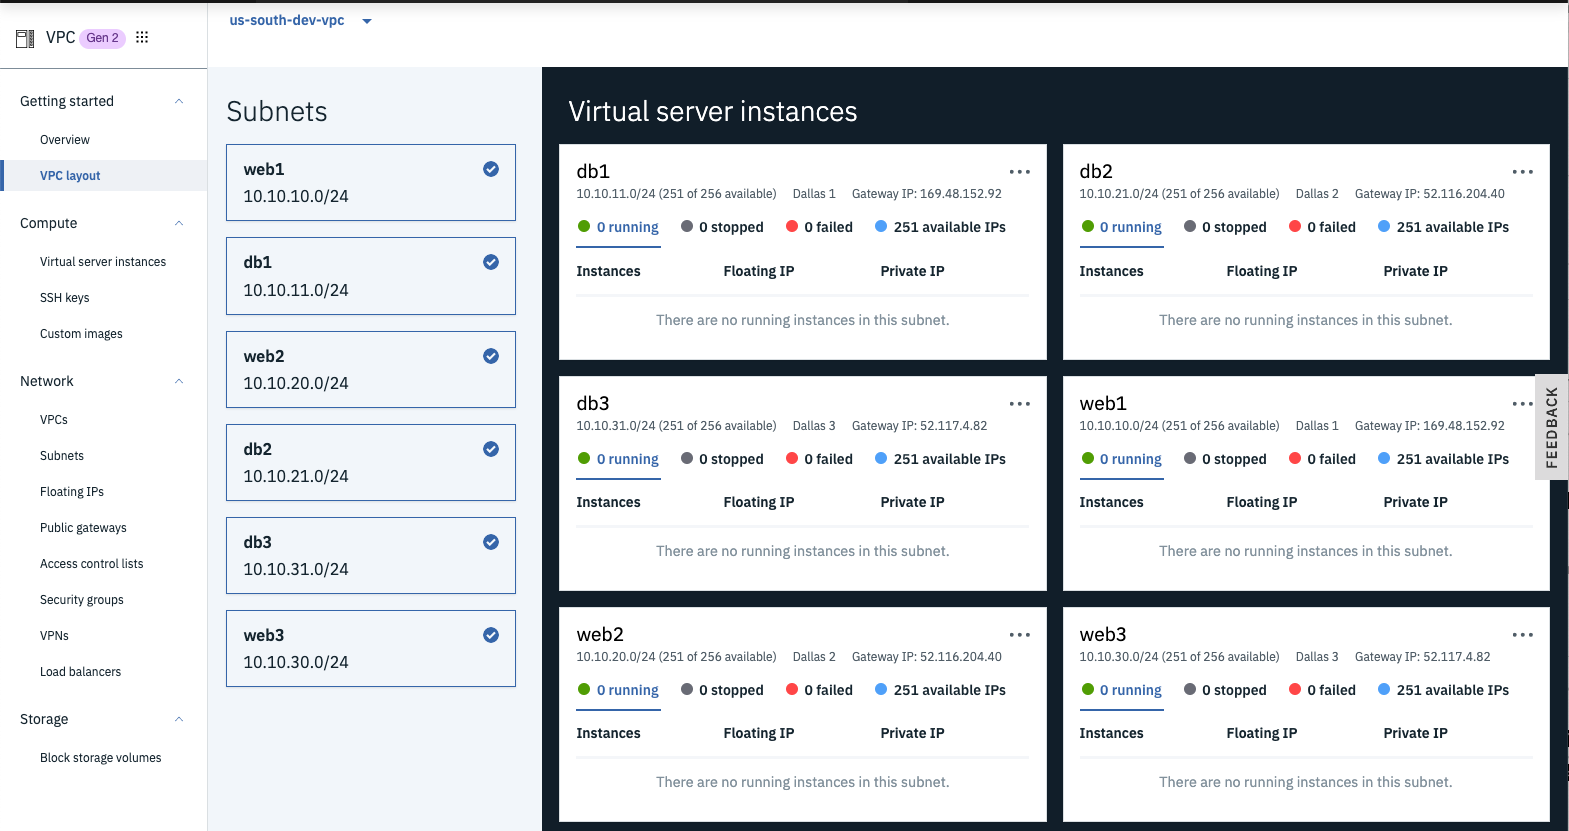 us-south-dev-vpc
VPC Gen 2
Getting started
Overview
VPC layout
Compute
Virtual server instances
SSH keys
Custom images
Network
VPCs
Subnets
Floating IPs
Public gateways
Access control lists
Security groups
VPNs
Load balancers
Storage
Block storage volumes
Subnets
web1
10.10.10.0/24
db1
10.10.11.0/24
web2
10.10.20.0/24
db2
10.10.21.0/24
db3
10.10.31.0/24
web3
10.10.30.0/24
Virtual server instances
db1
10.10.11.0/24 (251 of 256 available) Dallas 1 Gateway IP: 169.48.152.92
0 running 0 stopped 0 failed 251 available IPs
Instances Floating IP Private IP
There are no running instances in this subnet.
db2
10.10.21.0/24 (251 of 256 available) Dallas 2 Gateway IP: 52.116.204.40
0 running 0 stopped 0 failed 251 available IPs
Instances Floating IP Private IP
There are no running instances in this subnet.
db3
10.10.31.0/24 (251 of 256 available) Dallas 3 Gateway IP: 52.117.4.82
0 running 0 stopped 0 failed 251 available IPs
Instances Floating IP Private IP
There are no running instances in this subnet.
web1
10.10.10.0/24 (251 of 256 available) Dallas 1 Gateway IP: 169.48.152.92
0 running 0 stopped 0 failed 251 available IPs
Instances Floating IP Private IP
There are no running instances in this subnet.
web2
10.10.20.0/24 (251 of 256 available) Dallas 2 Gateway IP: 52.116.204.40
0 running 0 stopped 0 failed 251 available IPs
Instances Floating IP Private IP
There are no running instances in this subnet.
web3
10.10.30.0/24 (251 of 256 available) Dallas 3 Gateway IP: 52.117.4.82
0 running 0 stopped 0 failed 251 available IPs
Instances Floating IP Private IP
There are no running instances in this subnet.
FEEDBACK